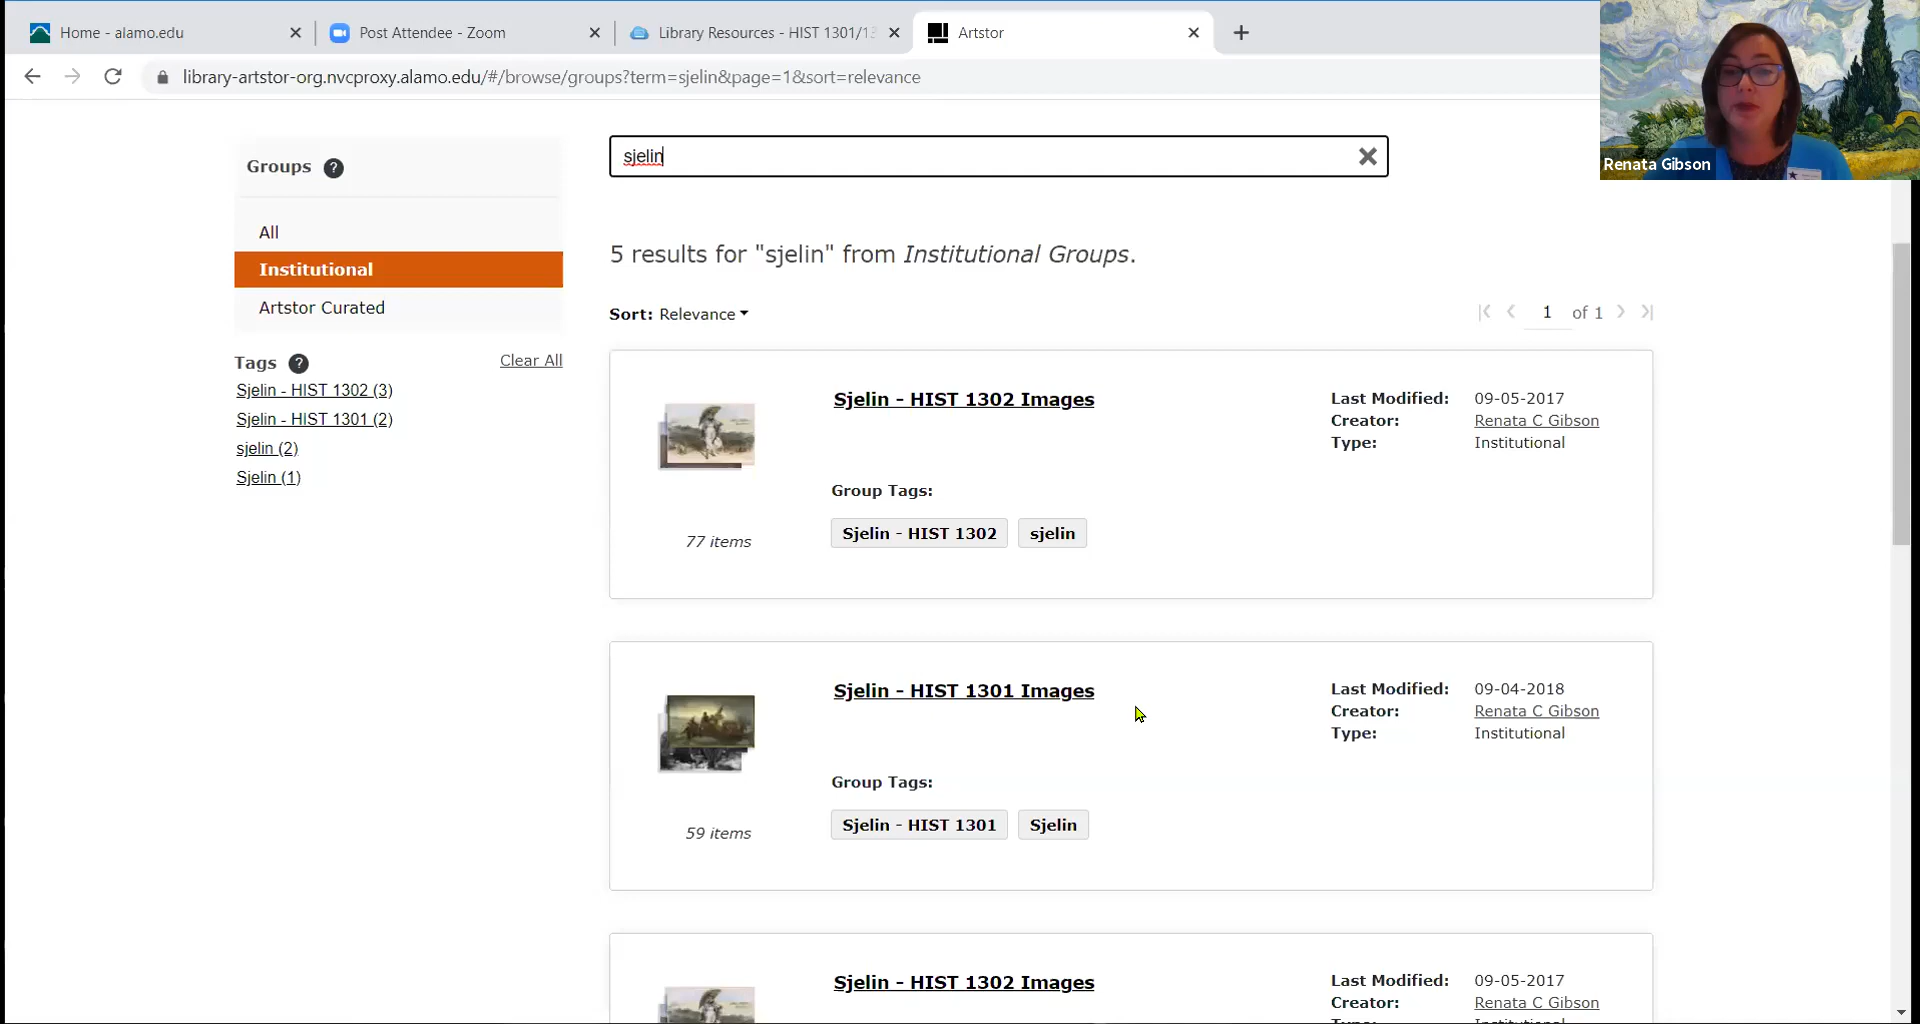 Home - alamo.edu
Post Attendee - Zoom
Library Resources - HIST 1301/13
Artstor
library-artstor-org.nvcproxy.alamo.edu/#/browse/groups?term=sjelin&page=1&sort=relevance
Renata Gibson
Groups ?
sjelin
All
Institutional
Artstor Curated
5 results for "sjelin" from Institutional Groups.
Sort: Relevance
1 of 1
Tags ? Clear All
Sjelin - HIST 1302 (3)
Sjelin - HIST 1301 (2)
sjelin (2)
Sjelin (1)
Sjelin - HIST 1302 Images
Last Modified: 09-05-2017
Creator: Renata C Gibson
Type: Institutional
Group Tags:
Sjelin - HIST 1302 sjelin
77 items
Sjelin - HIST 1301 Images
Last Modified: 09-04-2018
Creator: Renata C Gibson
Type: Institutional
Group Tags:
Sjelin - HIST 1301 Sjelin
59 items
Sjelin - HIST 1302 Images
Last Modified: 09-05-2017
Creator: Renata C Gibson
Type: Institutional